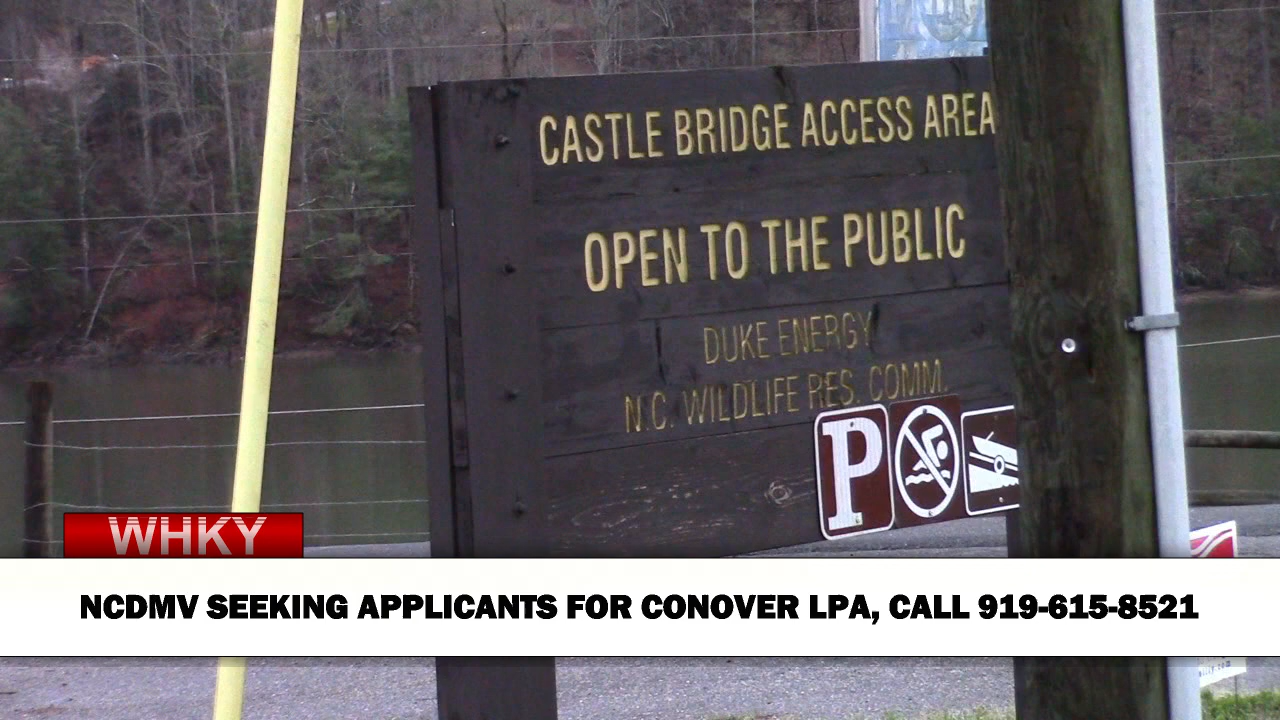 CASTLE BRIDGE ACCESS AREA
OPEN TO THE PUBLIC
DUKE ENERGY
N.C. WILDLIFE RES. COMM.
P
WHKY
NCDMV SEEKING APPLICANTS FOR CONOVER LPA, CALL 919-615-8521